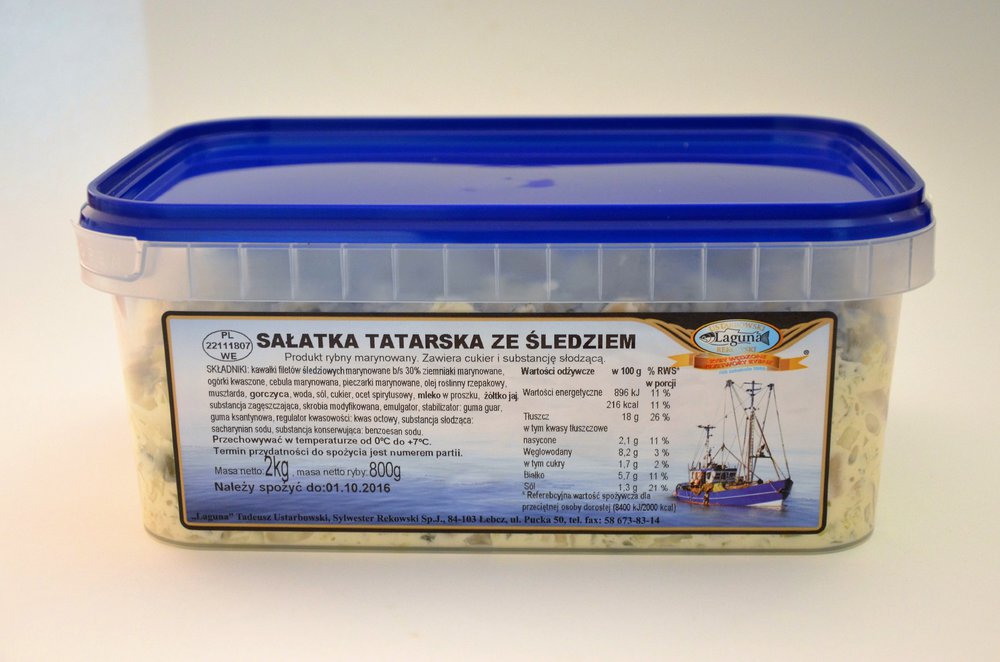 PL
22111807
WE
SAŁATKA TATARSKA ZE ŚLEDZIEM
Produkt rybny marynowany. Zawiera cukier i substancję słodzącą.
SKŁADNIKI: kawałki filetów śledziowych marynowane b/s 30% ziemniaki marynowane,
ogórki kwaszone, cebula marynowana, pieczarki marynowane, olej roślinny rzepakowy,
musztarda, gorczyca, woda, sól, cukier, ocet spirytusowy, mleko w proszku, żółtko jaj,
substancja zagęszczająca, skrobia modyfikowana, emulgator, stabilizator: guma guar,
guma ksantynowa, regulator kwasowości: kwas octowy, substancja słodząca:
sacharynian sodu, substancja konserwująca: benzoesan sodu.
Przechowywać w temperaturze od 0ºC do +7ºC.
Termin przydatności do spożycia jest numerem partii.
Masa netto: 2kg, masa netto ryby: 800g
Należy spożyć do:01.10.2016
Wartości odżywcze w 100 g % RWS*
w porcji
Wartości energetyczne 896 kJ 11 %
216 kcal 11 %
Tłuszcz 18 g 26 %
w tym kwasy tłuszczowe
nasycone 2,1 g 11 %
Węglowodany 8,2 g 3 %
w tym cukry 1,7 g 2 %
Białko 5,7 g 11 %
Sól 1,3 g 21 %
* Referebcyjna wartość spożywcza dla
przeciętnej osoby dorosłej (8400 kJ/2000 kcal)
USTARBOWSKI
Laguna
REKOWSKI
®
„Laguna" Tadeusz Ustarbowski, Sylwester Rekowski Sp.J., 84-103 Łebcz, ul. Pucka 50, tel. fax: 58 673-83-14